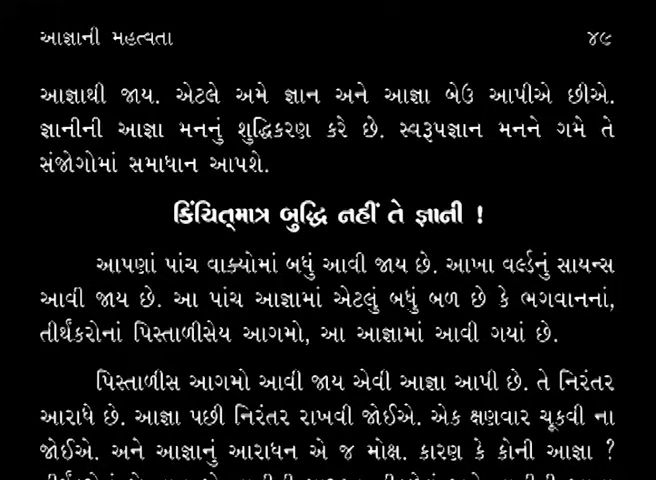 આજ્ઞાની મહત્વતા ૪૯
આજ્ઞાથી જાય. એટલે અમે જ્ઞાન અને આજ્ઞા બેઉ આપીએ છીએ.
જ્ઞાનીની આજ્ઞા મનનું શુદ્ધિકરણ કરે છે. સ્વરૂપજ્ઞાન મનને ગમે તે
સંજોગોમાં સમાધાન આપશે.
કિંચિત્‌માત્ર બુદ્ધિ નહીં તે જ્ઞાની !
આપણાં પાંચ વાક્યોમાં બધું આવી જાય છે. આખા વર્લ્ડનું સાયન્સ
આવી જાય છે. આ પાંચ આજ્ઞામાં એટલું બધું બળ છે કે ભગવાનનાં,
તીર્થંકરોનાં પિસ્તાળીસેય આગમો, આ આજ્ઞામાં આવી ગયાં છે.
પિસ્તાળીસ આગમો આવી જાય એવી આજ્ઞા આપી છે. તે નિરંતર
આરાધે છે. આજ્ઞા પછી નિરંતર રાખવી જોઈએ. એક ક્ષણવાર ચૂકવી ના
જોઈએ. અને આજ્ઞાનું આરાધન એ જ મોક્ષ. કારણ કે કોની આજ્ઞા ?